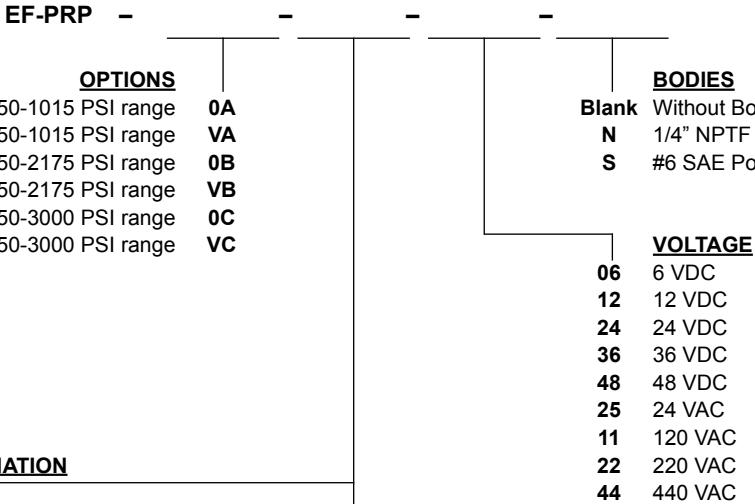 EF-PRP – – – –
OPTIONS
50-1015 PSI range 0A
50-1015 PSI range VA
50-2175 PSI range 0B
50-2175 PSI range VB
50-3000 PSI range 0C
50-3000 PSI range VC
BODIES
Blank Without
N 1/4” NPTF
S #6 SAE
VOLTAGE
06 6 VDC
12 12 VDC
24 24 VDC
36 36 VDC
48 48 VDC
25 24 VAC
11 120 VAC
22 220 VAC
44 440 VAC